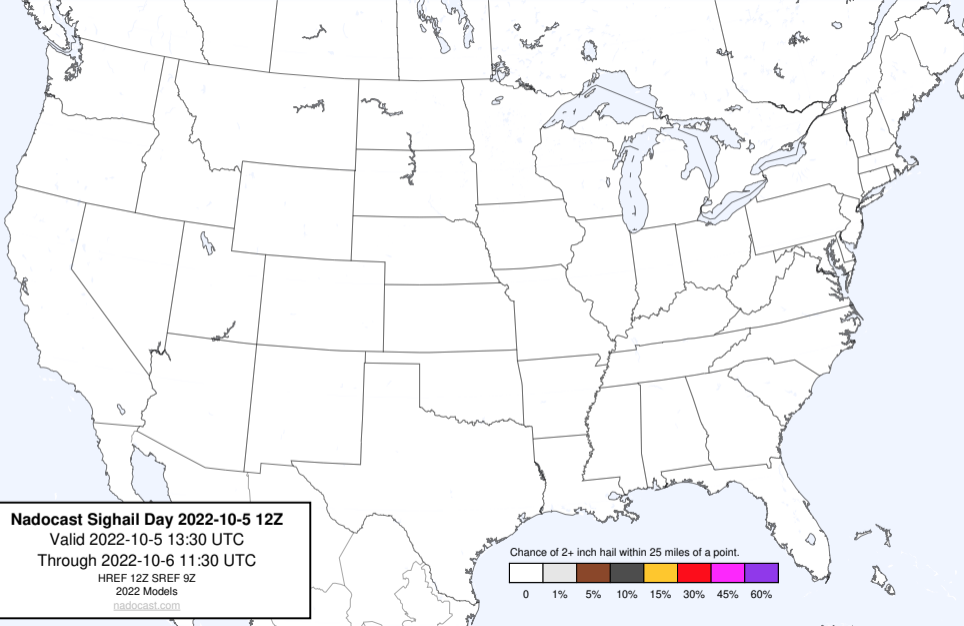 Nadocast Sighail Day 2022-10-5 12Z
Valid 2022-10-5 13:30 UTC
Through 2022-10-6 11:30 UTC
HREF 12Z SREF 9Z
2022 Models
nadocast.com
Chance of 2+ inch hail within 25 miles of a point.
0 1% 5% 10% 15% 30% 45% 60%